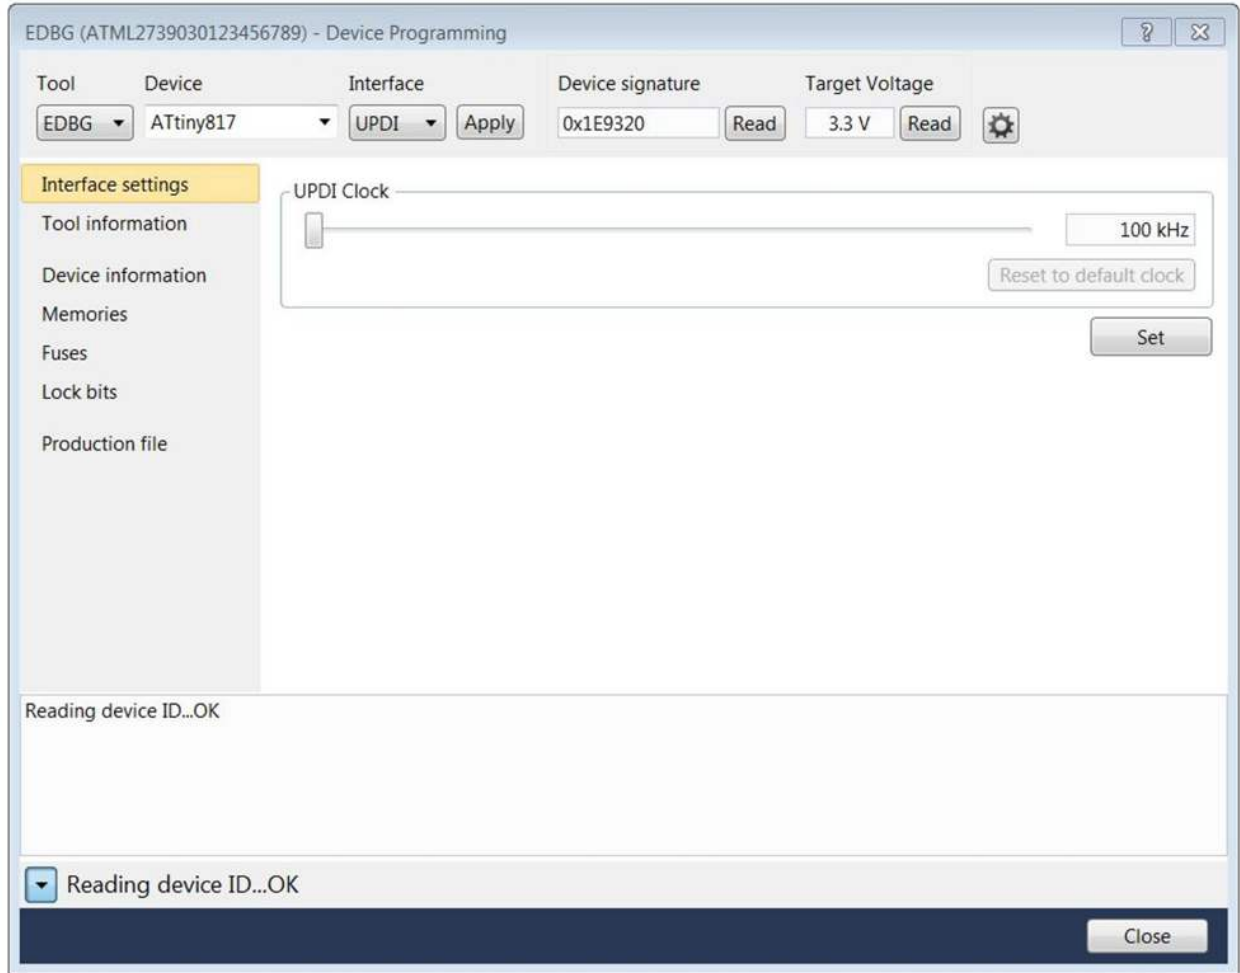 EDBG (ATML2739030123456789) - Device Programming
Tool Device Interface Device signature Target Voltage
EDBG ATtiny817 UPDI Apply 0x1E9320 Read 3.3 V Read
Interface settings
Tool information
Device information
Memories
Fuses
Lock bits
Production file
UPDI Clock
100 kHz
Reset to default clock
Set
Reading device ID...OK
Reading device ID...OK
Close